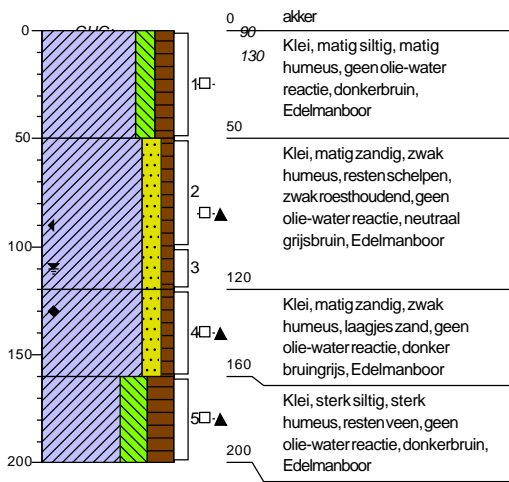 0 akker
0 GHG: 90
130
Klei, matig siltig, matig
humeus, geen olie-water
reactie, donkerbruin,
Edelmanboor
1
50 50
Klei, matig zandig, zwak
humeus, resten schelpen,
zwak roesthoudend, geen
olie-water reactie, neutraal
grijsbruin, Edelmanboor
2
100
3
120
Klei, matig zandig, zwak
humeus, laagjes zand, geen
olie-water reactie, donker
bruingrijs, Edelmanboor
4
150
160
Klei, sterk siltig, sterk
humeus, resten veen, geen
olie-water reactie, donkerbruin,
Edelmanboor
5
200 200